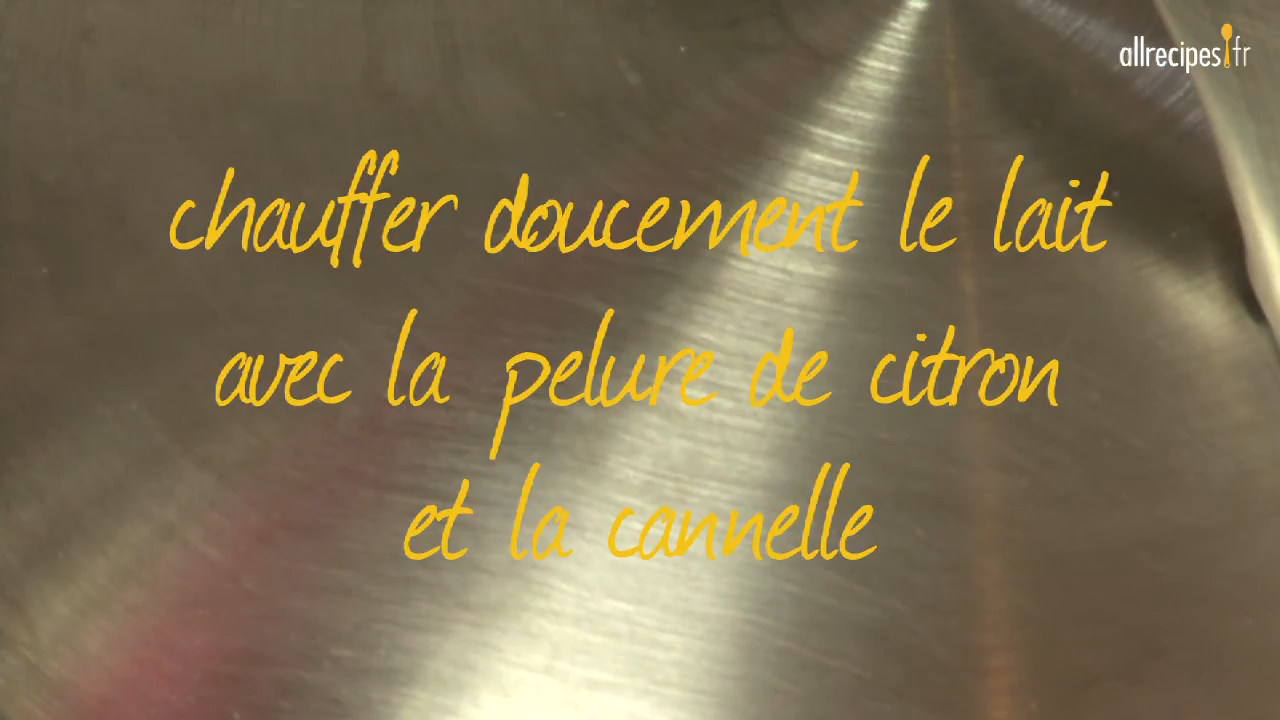 allrecipes fr
chauffer doucement le lait
avec la pelure de citron
et la cannelle